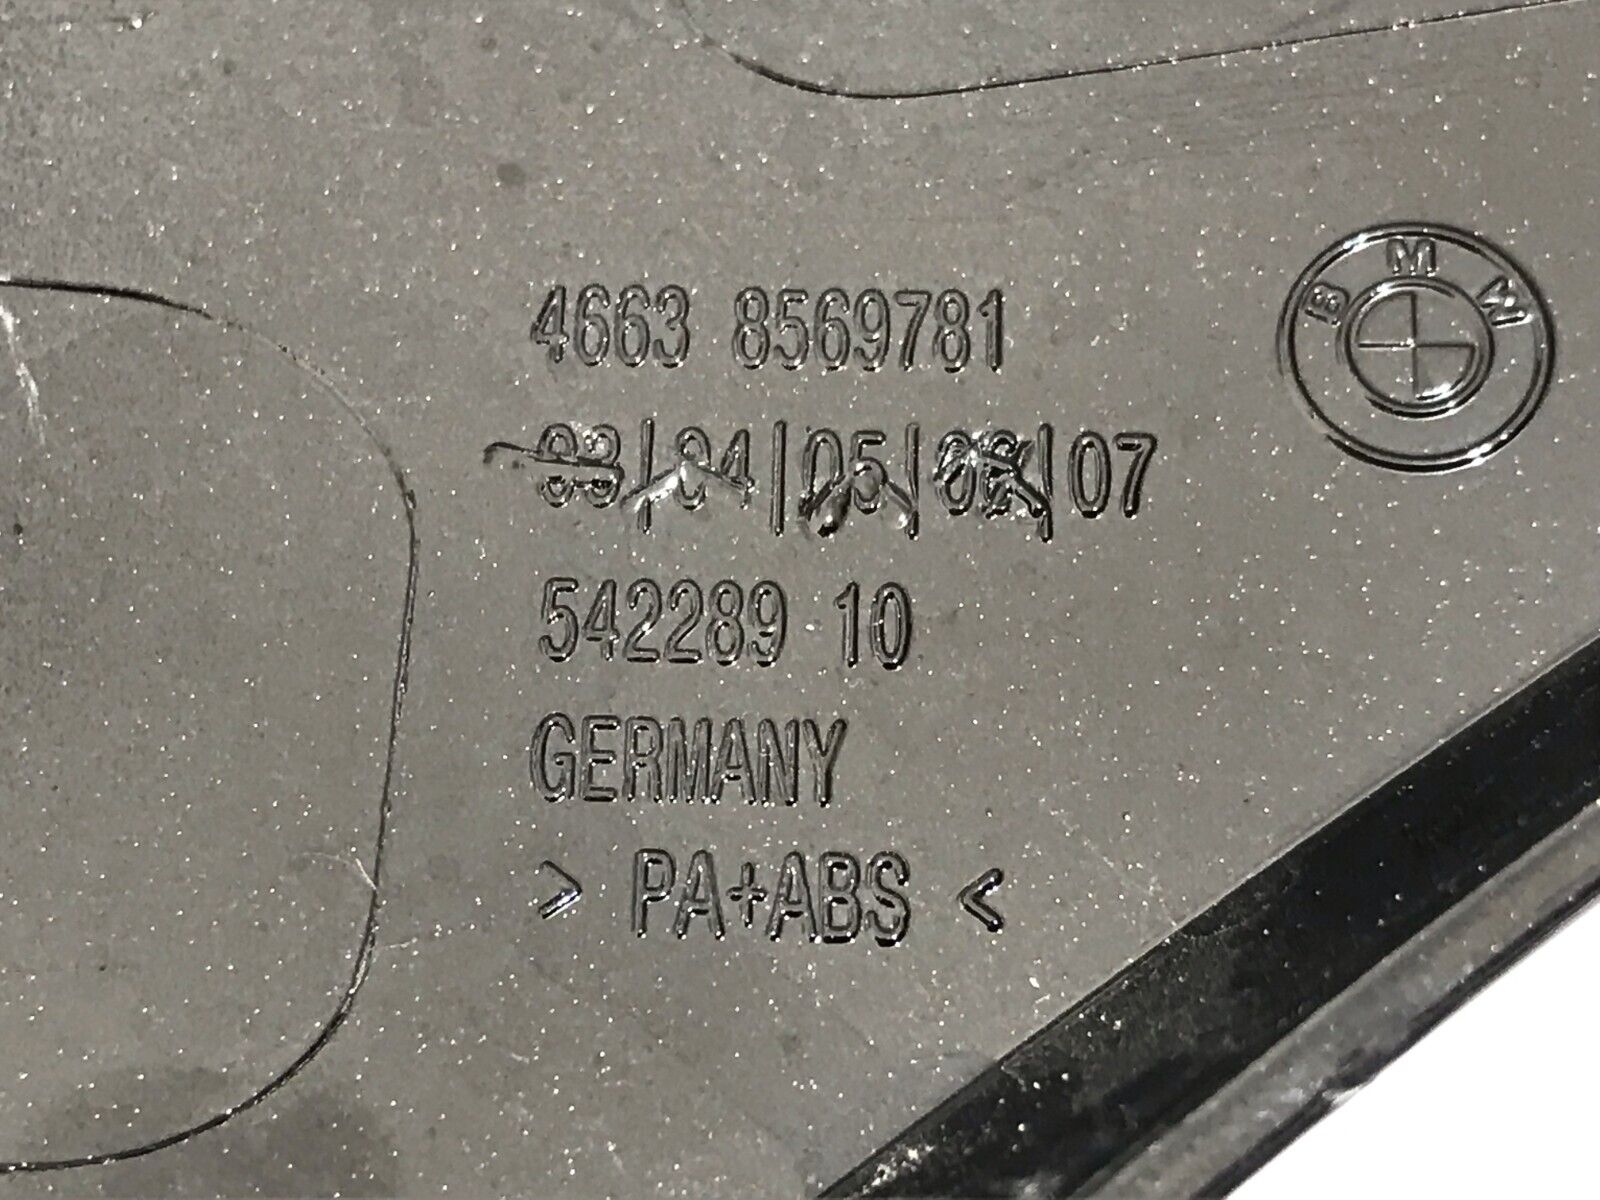 BMW
4663 8569781
03|04|05|06|07
542289 10
GERMANY
> PA+ABS <